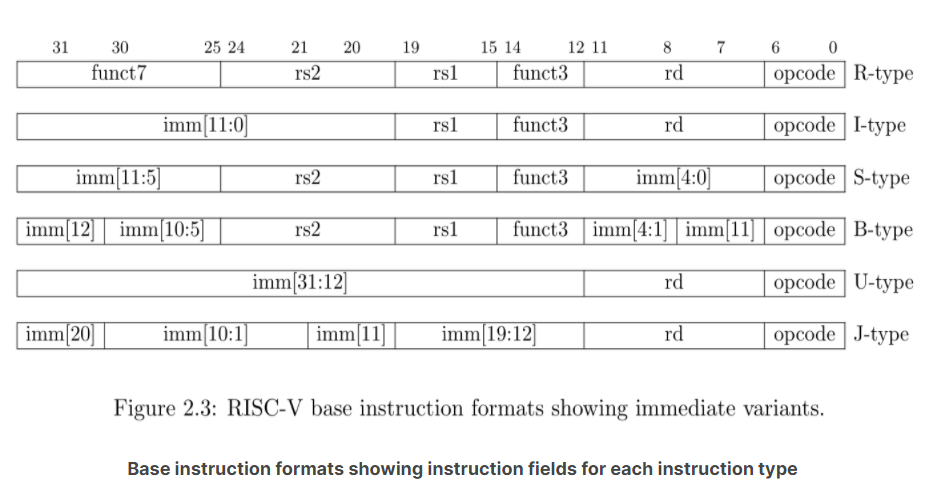 31 30 25 24 21 20 19 15 14 12 11 8 7 6 0
funct7 rs2 rs1 funct3 rd opcode R-type
imm[11:0] rs1 funct3 rd opcode I-type
imm[11:5] rs2 rs1 funct3 imm[4:0] opcode S-type
imm[12] imm[10:5] rs2 rs1 funct3 imm[4:1] imm[11] opcode B-type
imm[31:12] rd opcode U-type
imm[20] imm[10:1] imm[11] imm[19:12] rd opcode J-type
Figure 2.3: RISC-V base instruction formats showing immediate variants.
Base instruction formats showing instruction fields for each instruction type